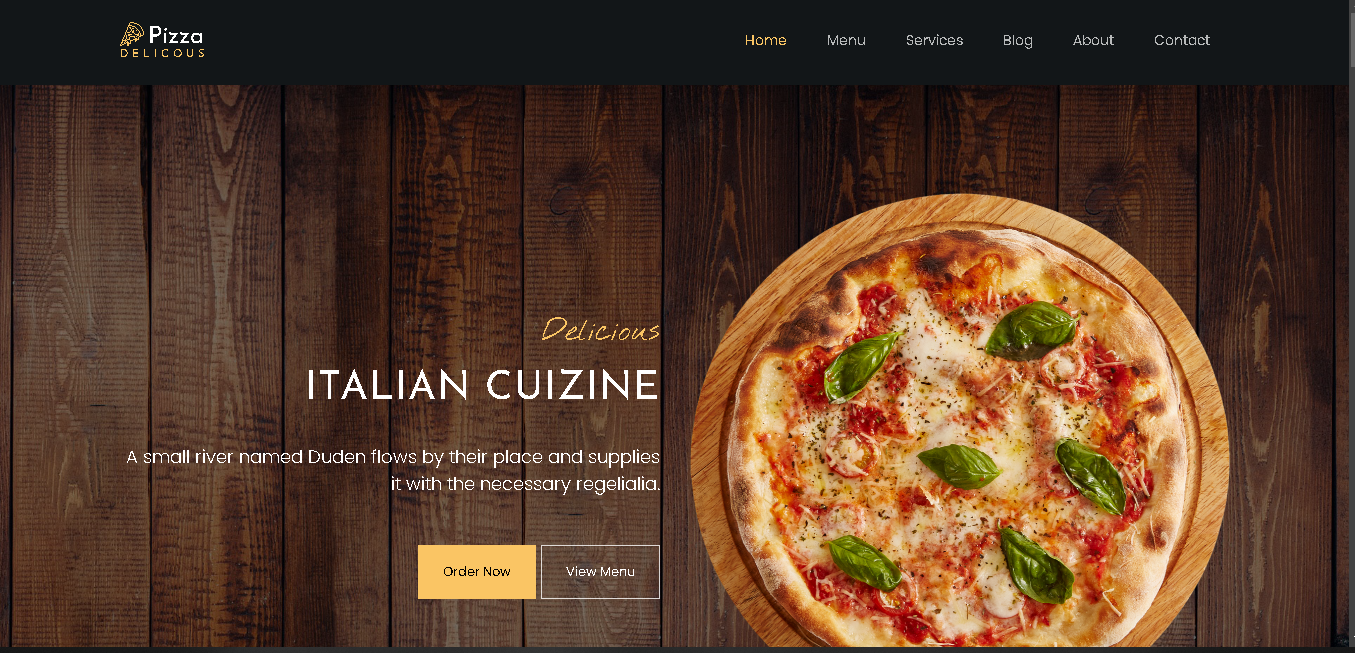 Pizza
DELICOUS
Home Menu Services Blog About Contact
Delicious
ITALIAN CUIZINE
A small river named Duden flows by their place and supplies
it with the necessary regelialia.
Order Now View Menu